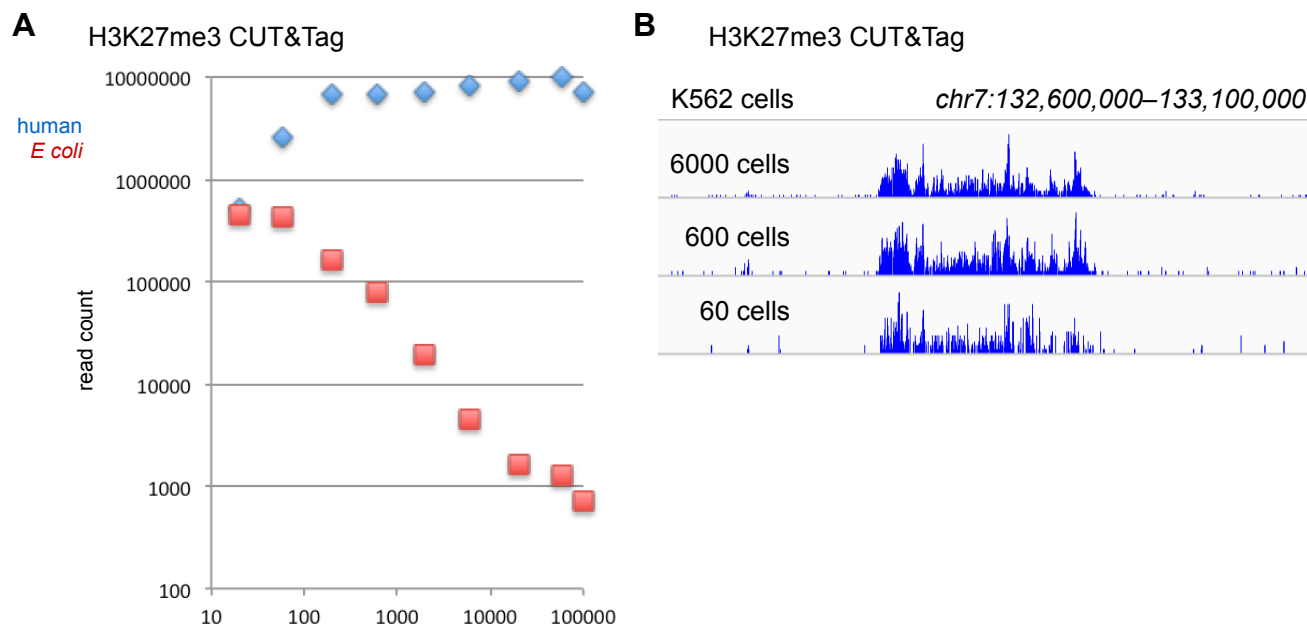 A
H3K27me3 CUT&Tag
human
E coli
read count
10000000
1000000
100000
10000
1000
100
10
100
1000
10000
100000
B
H3K27me3 CUT&Tag
K562 cells
chr7:132,600,000–133,100,000
6000 cells
600 cells
60 cells